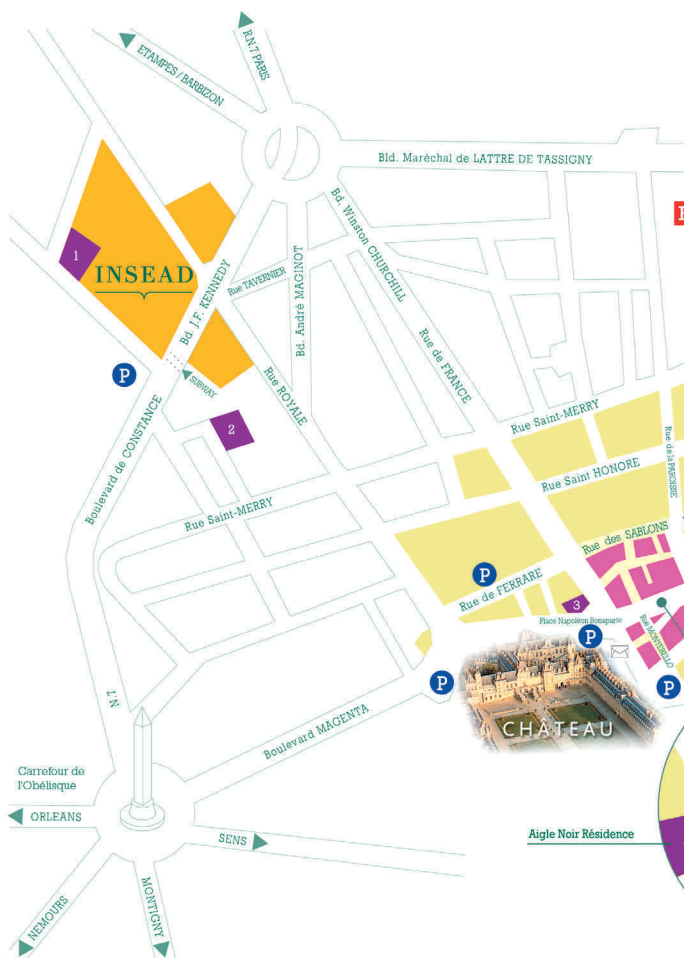 R.N.7 PARIS
ETAMPES / BARBIZON
Bld. Maréchal de LATTRE DE TASSIGNY
Bd. Winston CHURCHILL
1
INSEAD
Bd. J.F. KENNEDY
Rue TAVERNIER
Bd. André MAGINOT
Rue de FRANCE
P
SUBWAY
Rue ROYALE
2
Boulevard de CONSTANCE
Rue Saint-MERRY
Rue Saint-MERRY
Rue Saint HONORE
Rue de la PAROISSE
Rue des SABLONS
P
Rue de FERRARE
3
Place Napoléon Bonaparte
P
Rue MONTEBELLO
P
P
CHÂTEAU
N.7
Boulevard MAGENTA
Carrefour de
l'Obélisque
ORLEANS
SENS
Aigle Noir Résidence
NEMOURS
MONTIGNY